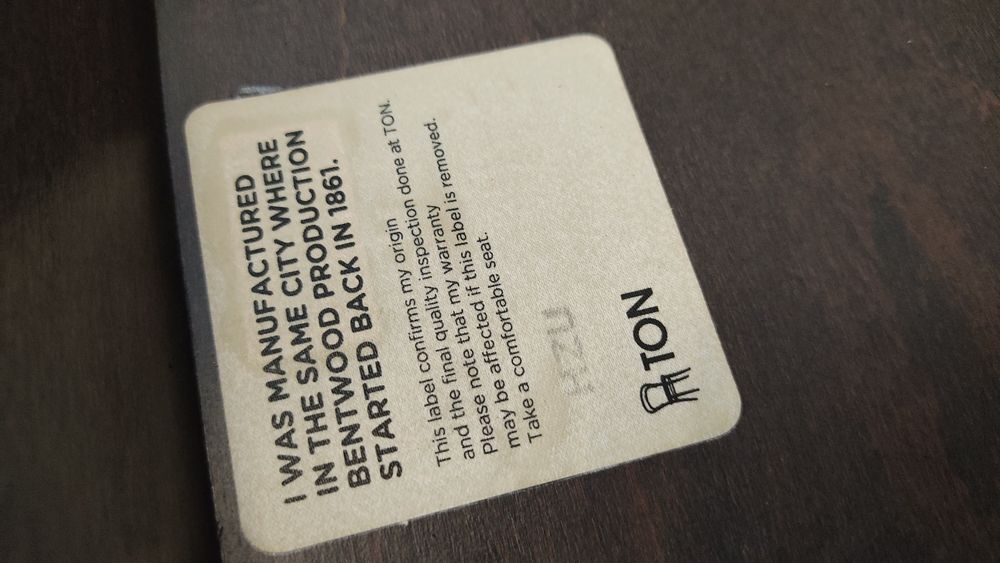 I WAS MANUFACTURED
IN THE SAME CITY WHERE
BENTWOOD PRODUCTION
STARTED BACK IN 1861.
This label confirms my origin
and the final quality inspection done at TON.
Please note that my warranty
may be affected if this label is removed.
Take a comfortable seat.
TON